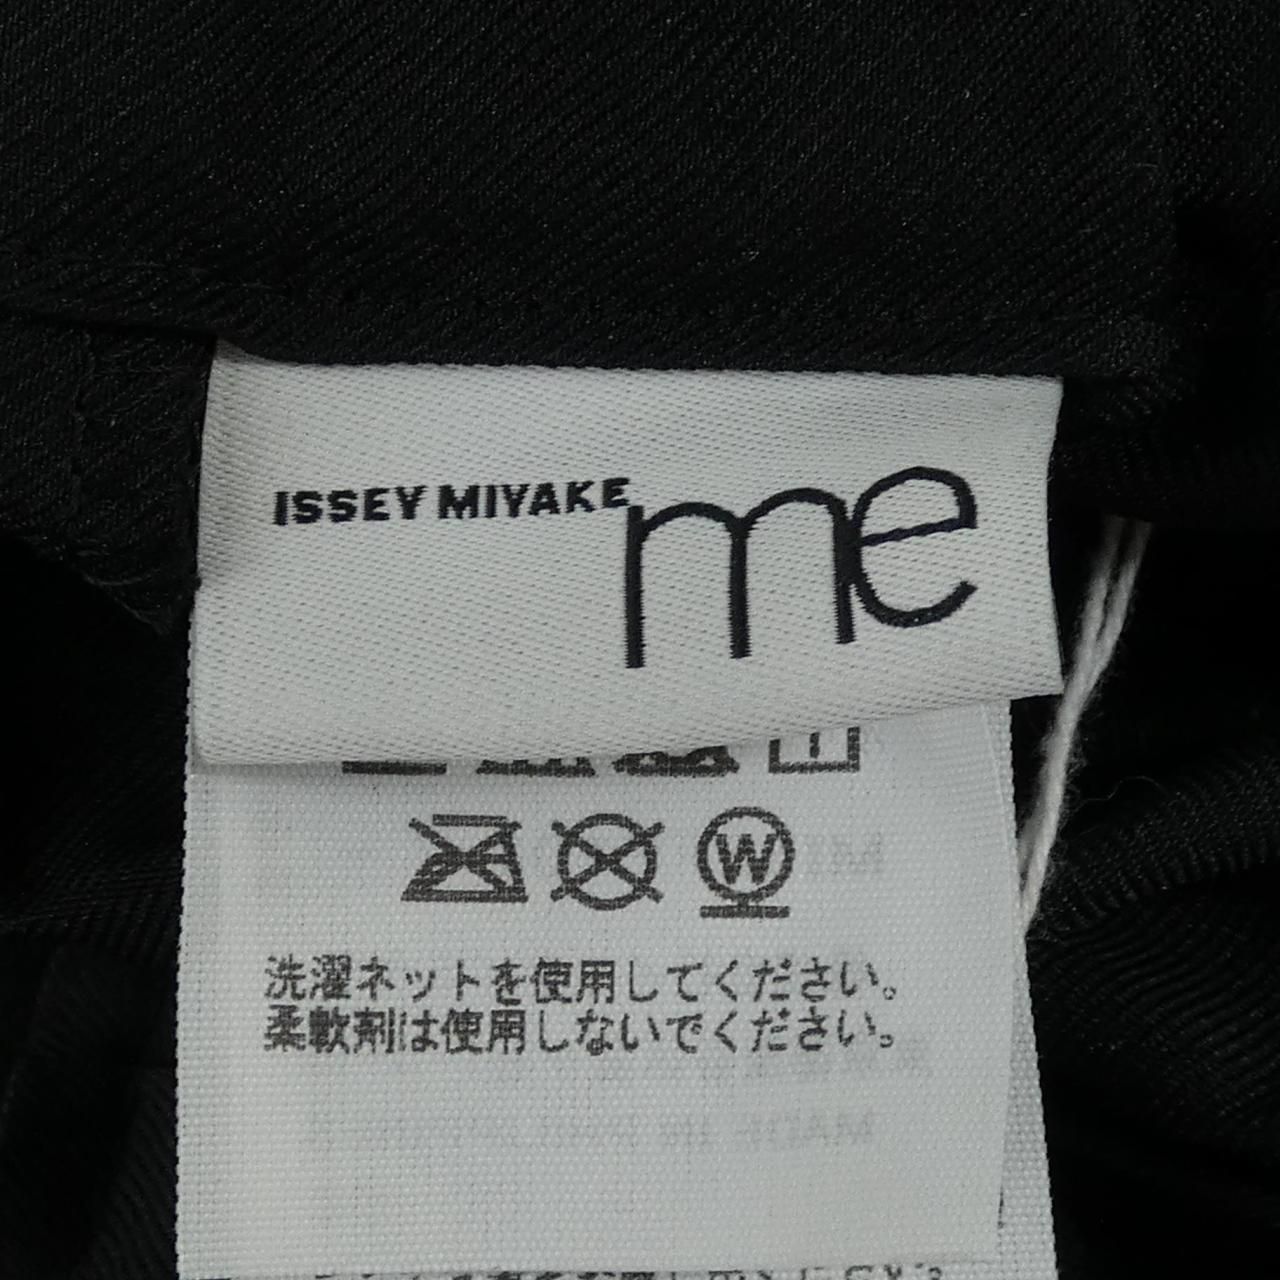 ISSEY MIYAKE me
W
洗濯ネットを使用してください。
柔軟剤は使用しないでください。